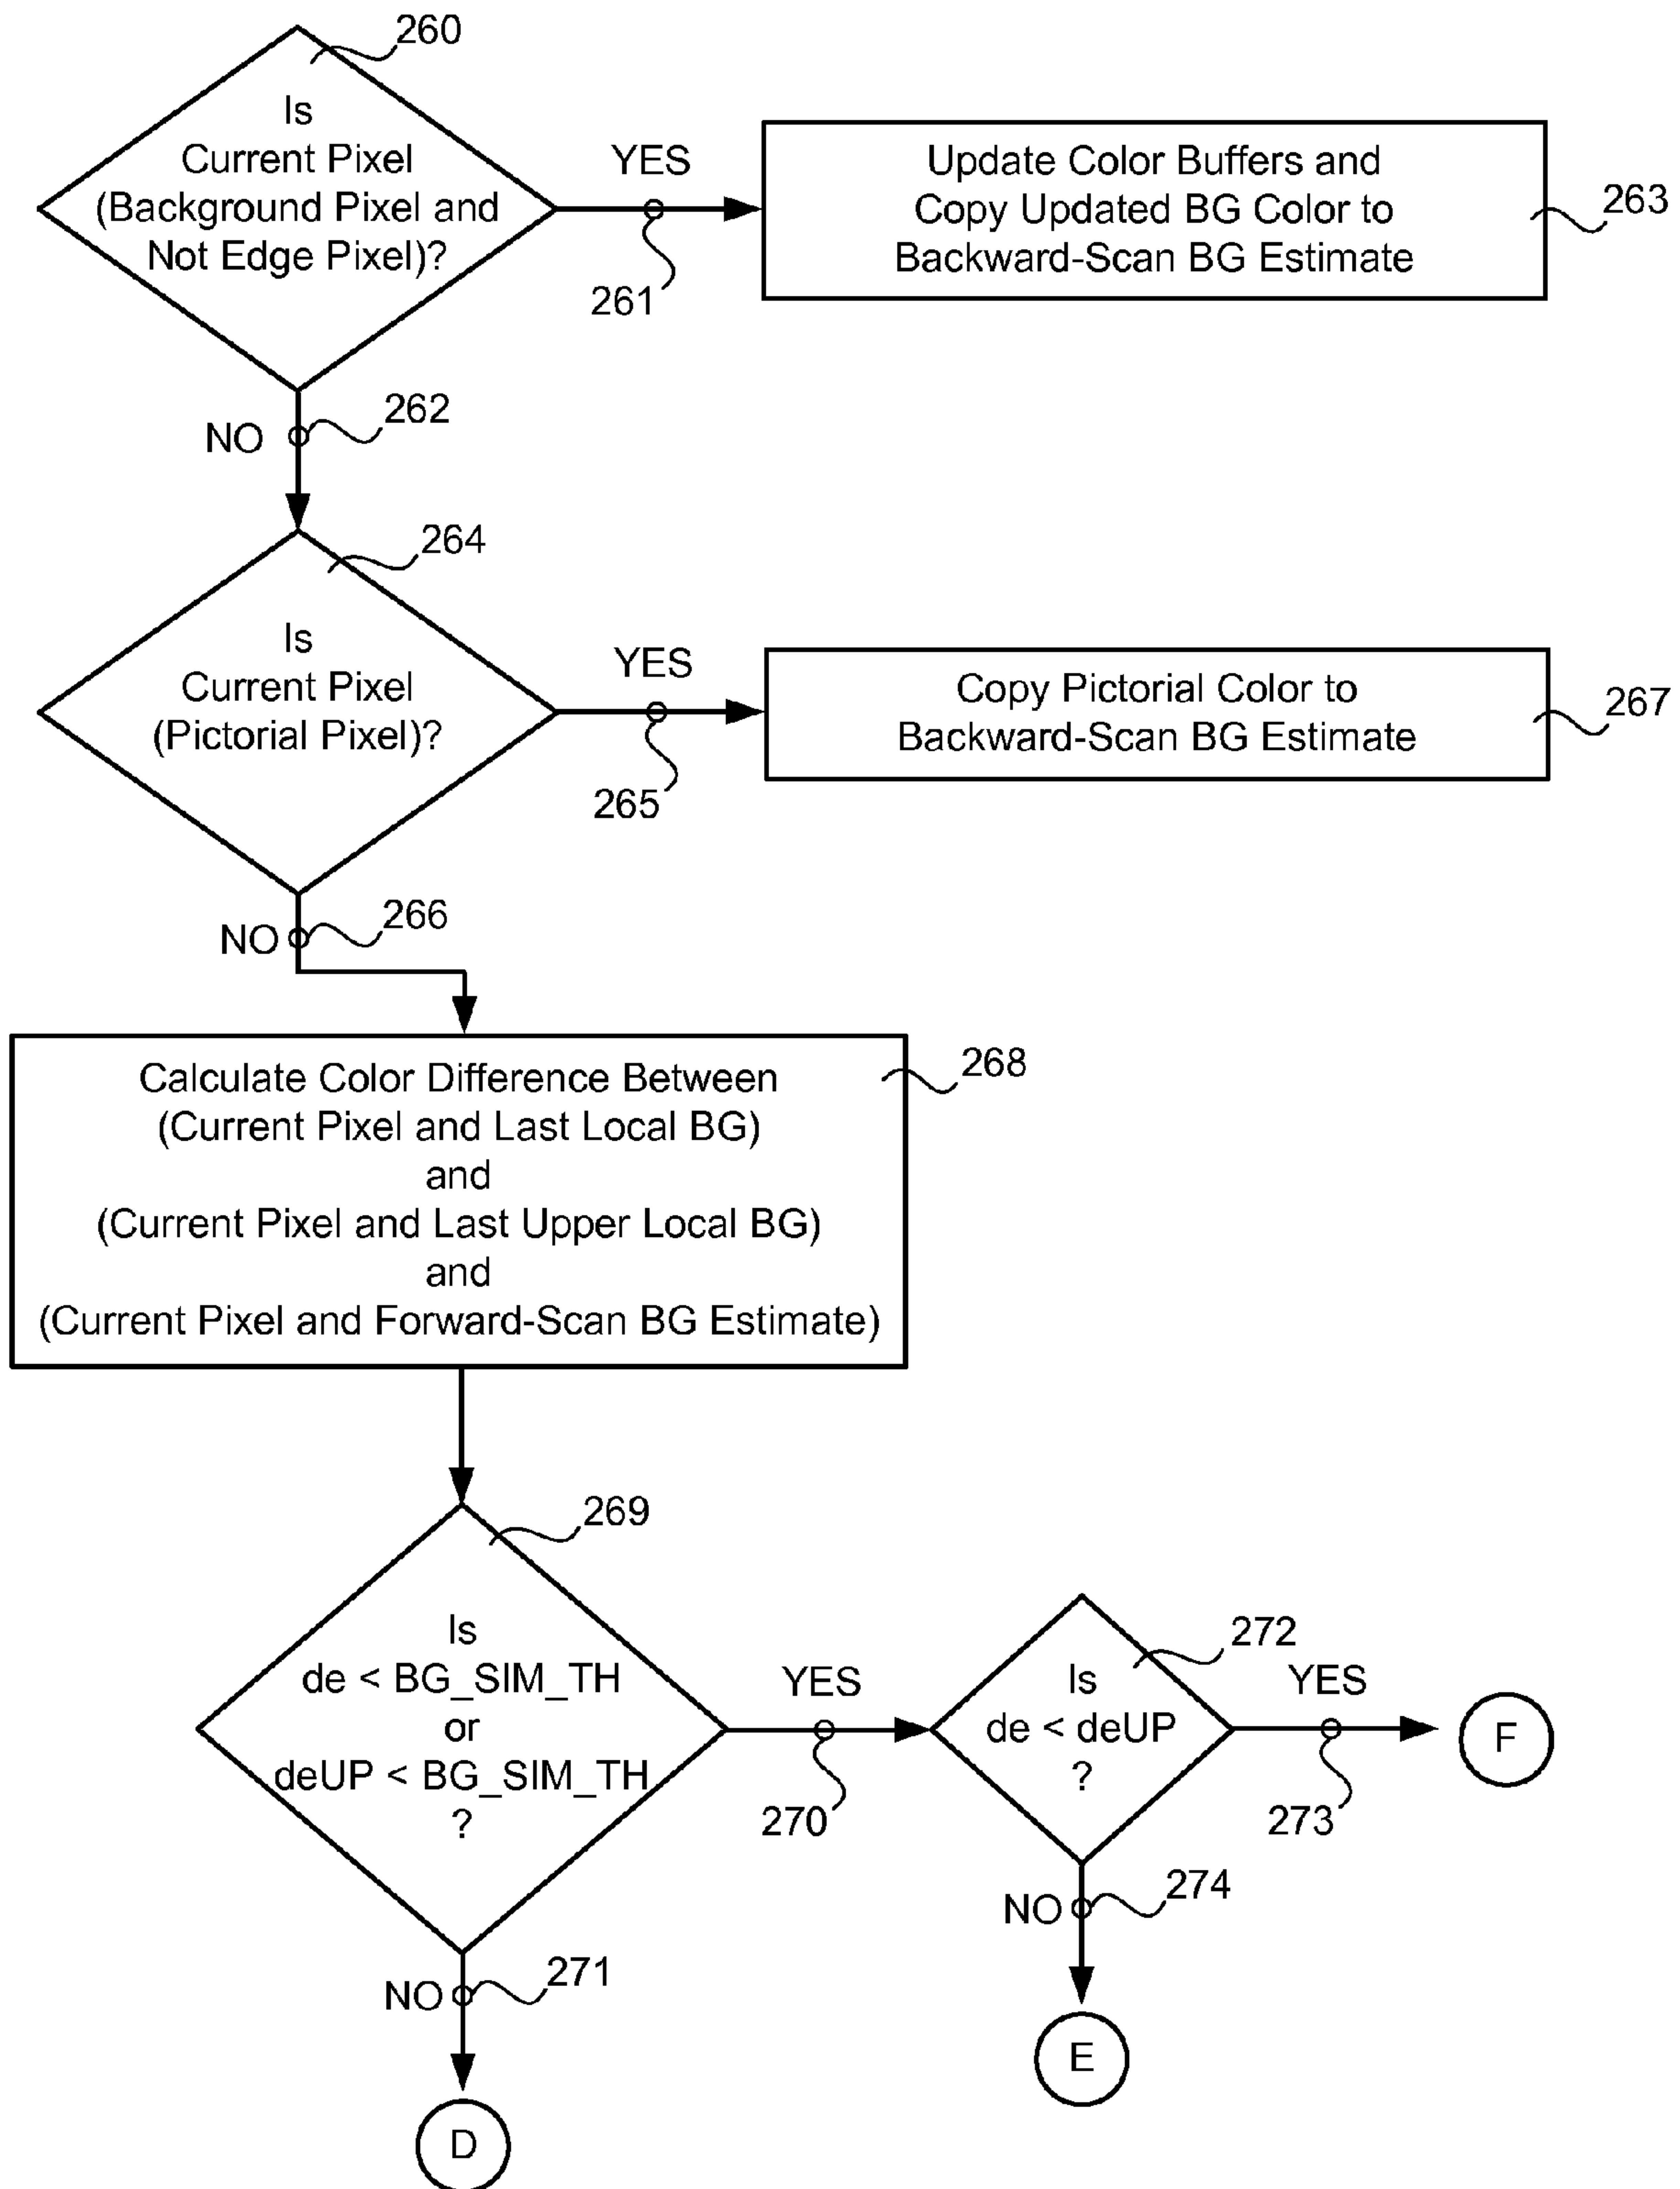 260
Is
Current Pixel
(Background Pixel and
Not Edge Pixel)?
YES
261
Update Color Buffers and
Copy Updated BG Color to
Backward-Scan BG Estimate
263
NO
262
264
Is
Current Pixel
(Pictorial Pixel)?
YES
265
Copy Pictorial Color to
Backward-Scan BG Estimate
267
NO
266
Calculate Color Difference Between
(Current Pixel and Last Local BG)
and
(Current Pixel and Last Upper Local BG)
and
(Current Pixel and Forward-Scan BG Estimate)
268
269
Is
de < BG_SIM_TH
or
deUP < BG_SIM_TH
?
YES
270
272
Is
de < deUP
?
YES
273
F
NO
274
E
NO
271
D